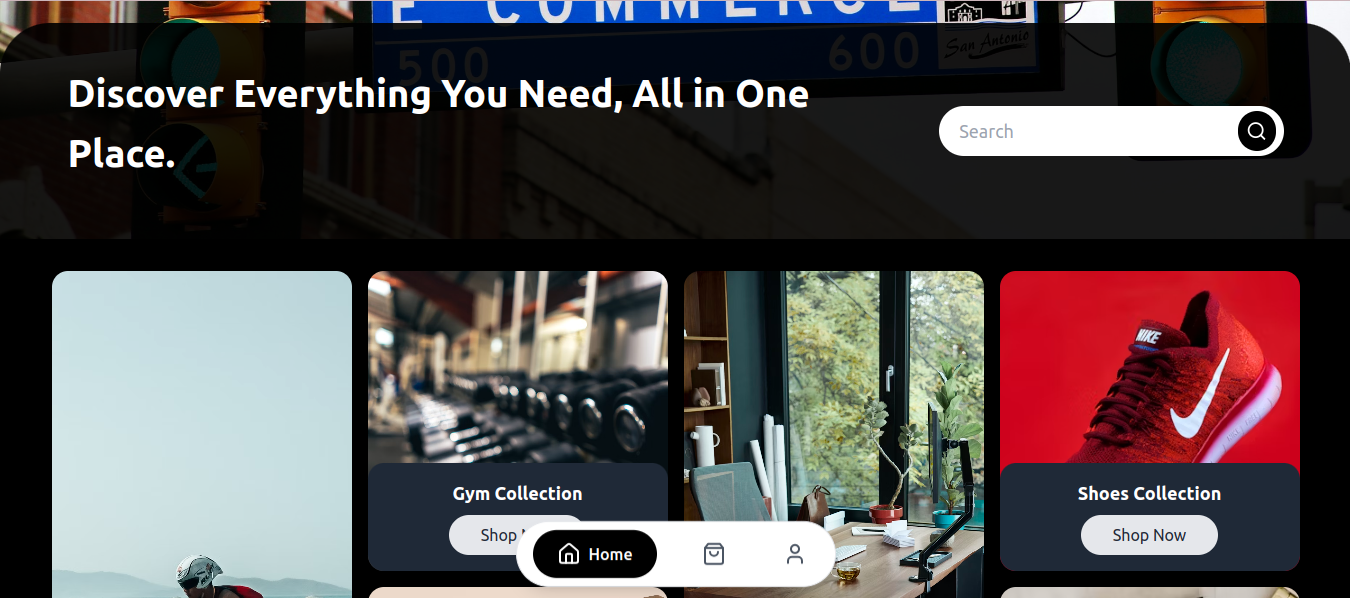 E COMMERCE
500
600
San Antonio
Discover Everything You Need, All in One
Place.
Search
NIKE
Gym Collection
Shop
Shoes Collection
Shop Now
Home